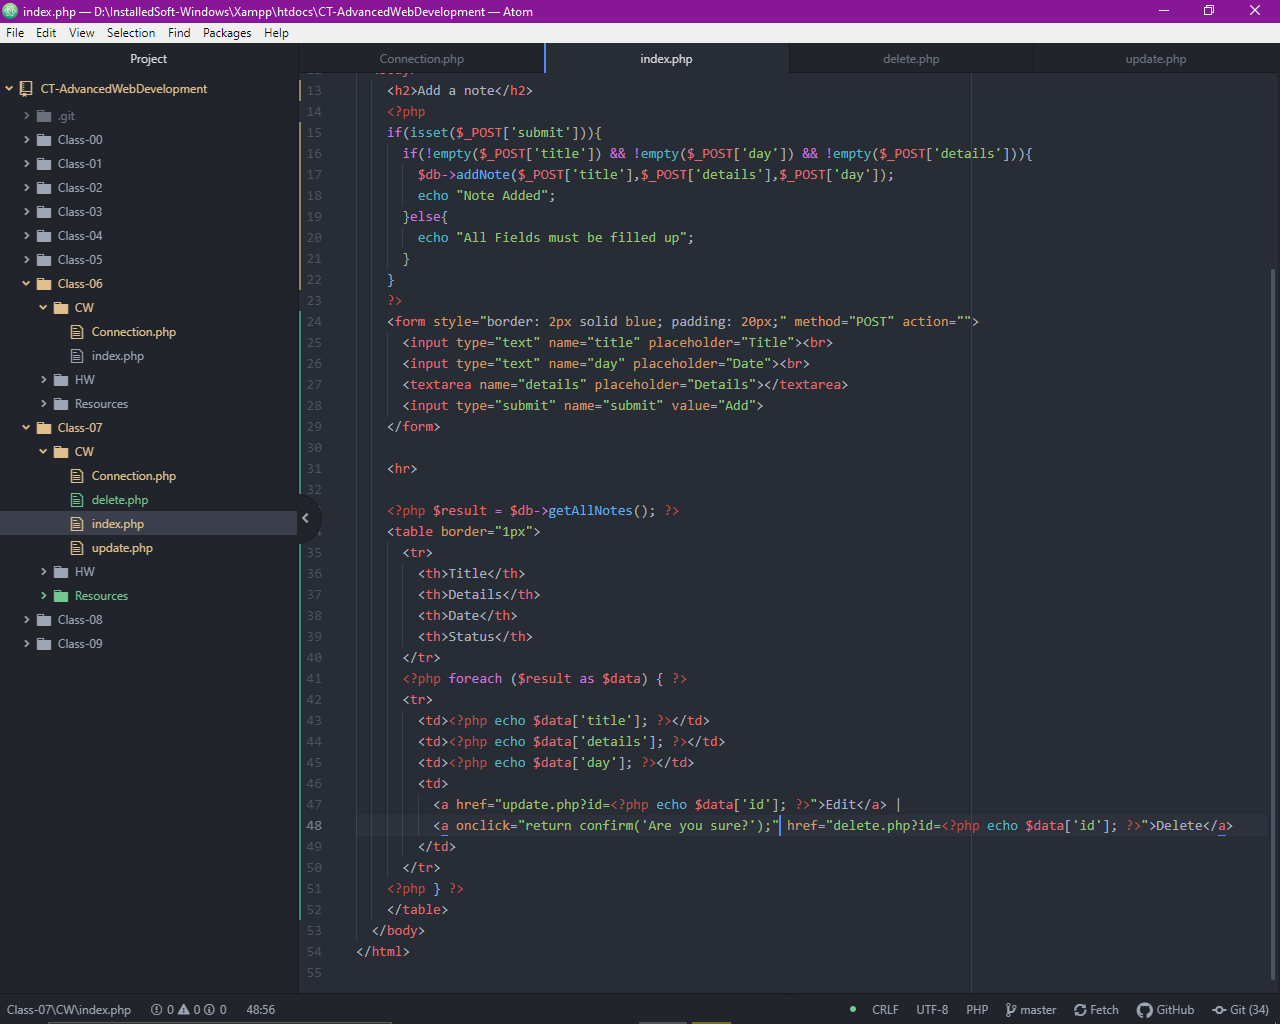 index.php — D:\InstalledSoft-Windows\Xampp\htdocs\CT-AdvancedWebDevelopment — Atom
File Edit View Selection Find Packages Help
Project
CT-AdvancedWebDevelopment
.git
Class-00
Class-01
Class-02
Class-03
Class-04
Class-05
Class-06
CW
Connection.php
index.php
HW
Resources
Class-07
CW
Connection.php
delete.php
index.php
update.php
HW
Resources
Class-08
Class-09
Connection.php index.php delete.php update.php
13 <h2>Add a note</h2>
14 <?php
15 if(isset($_POST['submit'])){
16 if(!empty($_POST['title']) && !empty($_POST['day']) && !empty($_POST['details'])){
17 $db->addNote($_POST['title'],$_POST['details'],$_POST['day']);
18 echo "Note Added";
19 }else{
20 echo "All Fields must be filled up";
21 }
22 }
23 ?>
24 <form style="border: 2px solid blue; padding: 20px;" method="POST" action="">
25 <input type="text" name="title" placeholder="Title"><br>
26 <input type="text" name="day" placeholder="Date"><br>
27 <textarea name="details" placeholder="Details"></textarea>
28 <input type="submit" name="submit" value="Add">
29 </form>
30
31 <hr>
32
<?php $result = $db->getAllNotes(); ?>
<table border="1px">
35 <tr>
36 <th>Title</th>
37 <th>Details</th>
38 <th>Date</th>
39 <th>Status</th>
40 </tr>
41 <?php foreach ($result as $data) { ?>
42 <tr>
43 <td><?php echo $data['title']; ?></td>
44 <td><?php echo $data['details']; ?></td>
45 <td><?php echo $data['day']; ?></td>
46 <td>
47 <a href="update.php?id=<?php echo $data['id']; ?>">Edit</a> |
48 <a onclick="return confirm('Are you sure?');" href="delete.php?id=<?php echo $data['id']; ?>">Delete</a>
49 </td>
50 </tr>
51 <?php } ?>
52 </table>
53 </body>
54 </html>
55
Class-07\CW\index.php 0 0 0 48:56 CRLF UTF-8 PHP master Fetch GitHub Git (34)